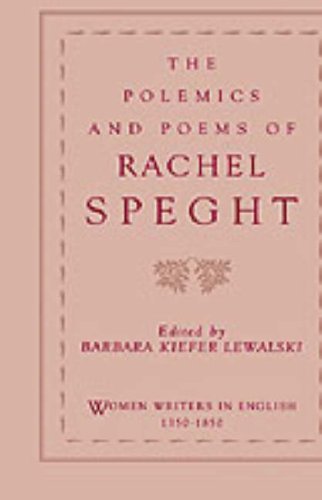 THE
POLEMICS
AND POEMS OF
RACHEL
SPEGHT
Edited by
BARBARA KIEFER LEWALSKI
WOMEN WRITERS IN ENGLISH
1350-1850